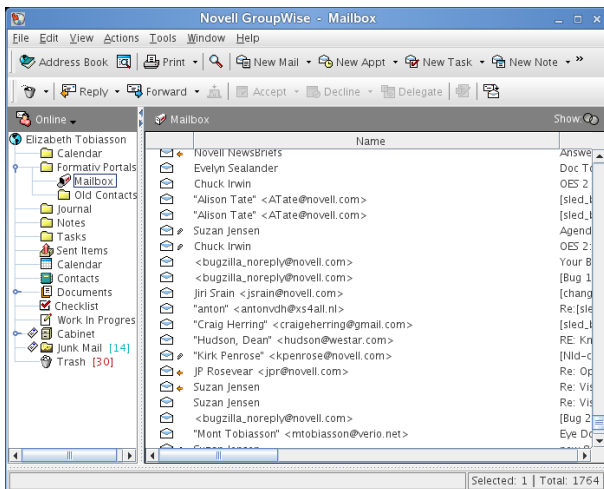 Novell GroupWise - Mailbox
File Edit View Actions Tools Window Help
Address Book Print New Mail New Appt New Task New Note »
Reply Forward Accept Decline Delegate
Online Mailbox Show:
Name
Elizabeth Tobiasson
Calendar
Formativ Portals
Mailbox
Old Contacts
Journal
Notes
Tasks
Sent Items
Calendar
Contacts
Documents
Checklist
Work In Progres
Cabinet
Junk Mail [14]
Trash [30]
Novell NewsBriefs Answe
Evelyn Sealander Doc To
Chuck Irwin OES 2
"Alison Tate" <ATate@novell.com> [sled_b
"Alison Tate" <ATate@novell.com> [sled_b
Suzan Jensen Agend
Chuck Irwin OES 2:
<bugzilla_noreply@novell.com> Your B
<bugzilla_noreply@novell.com> [Bug 1
Jiri Srain <jsrain@novell.com> [chang
"anton" <antonvdh@xs4all.nl> Re:[sle
"Craig Herring" <craigeherring@gmail.com> [sled_b
"Hudson, Dean" <hudson@westar.com> RE: Kn
"Kirk Penrose" <kpenrose@novell.com> [Nld-c
JP Rosevear <jpr@novell.com> Re: Op
Suzan Jensen Re: Vis
Suzan Jensen Re: Vis
<bugzilla_noreply@novell.com> [Bug 2
"Mont Tobiasson" <mtobiasson@verio.net> Eye Do
Selected: 1 Total: 1764